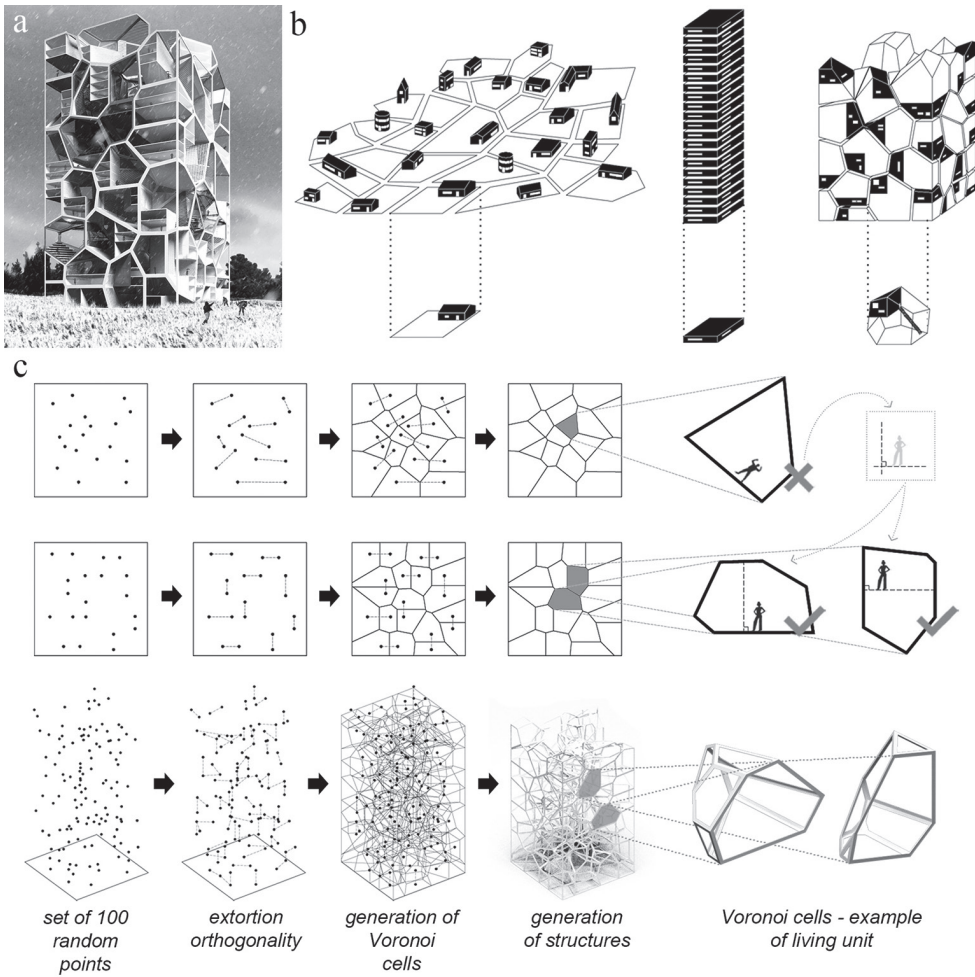 a
b
c
set of 100
random
points
extortion
orthogonality
generation of
Voronoi
cells
generation
of structures
Voronoi cells - example
of living unit